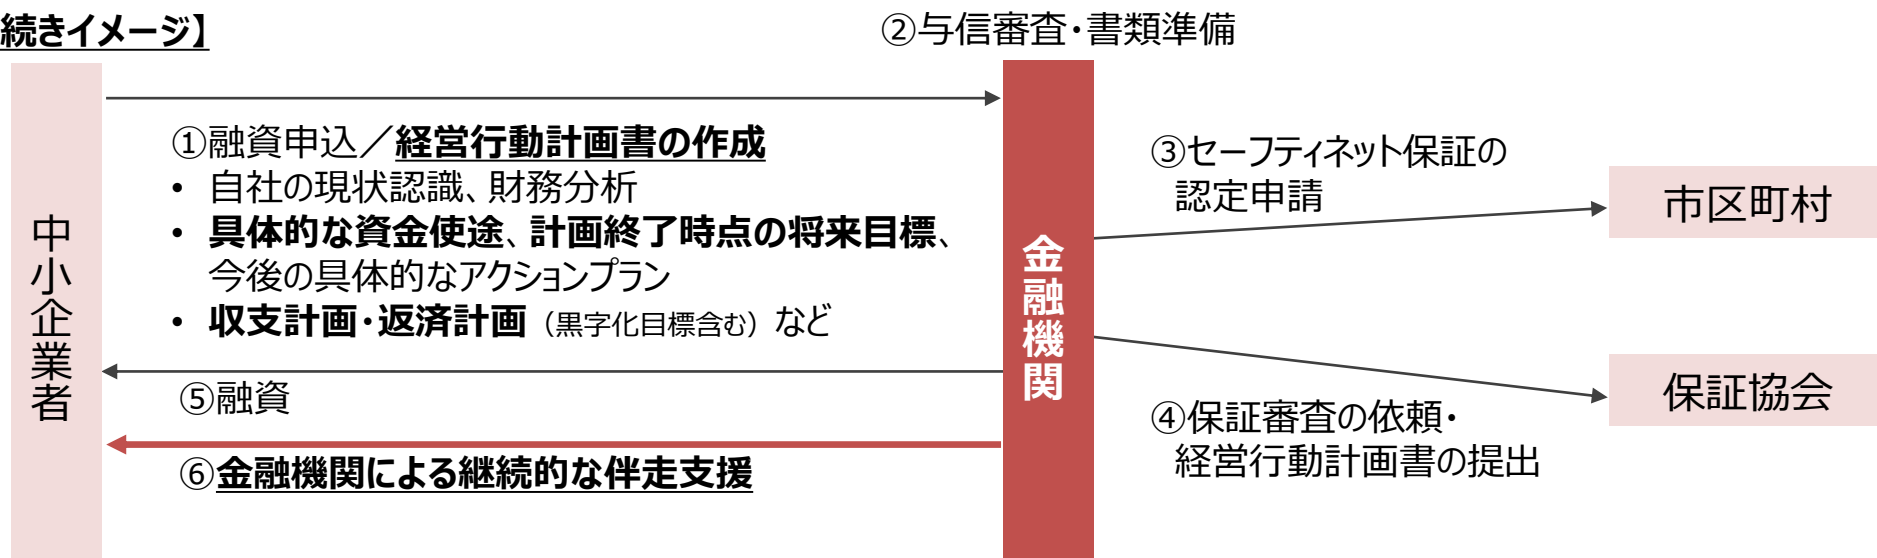 続きイメージ】
②与信審査・書類準備
中小企業者
①融資申込／経営行動計画書の作成
• 自社の現状認識、財務分析
• 具体的な資金使途、計画終了時点の将来目標、
今後の具体的なアクションプラン
• 収支計画・返済計画（黒字化目標含む）など
⑤融資
⑥金融機関による継続的な伴走支援
金融機関
③セーフティネット保証の
認定申請
市区町村
④保証審査の依頼・
経営行動計画書の提出
保証協会